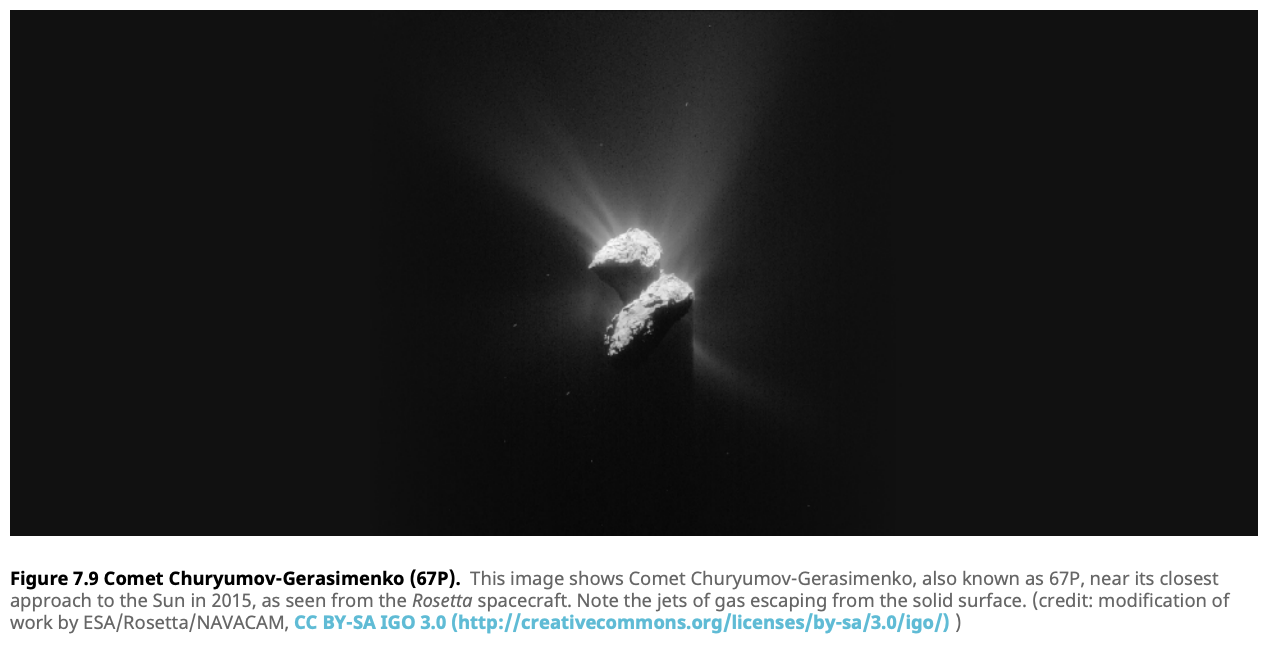 Figure 7.9 Comet Churyumov-Gerasimenko (67P). This image shows Comet Churyumov-Gerasimenko, also known as 67P, near its closest
approach to the Sun in 2015, as seen from the Rosetta spacecraft. Note the jets of gas escaping from the solid surface. (credit: modification of
work by ESA/Rosetta/NAVACAM, CC BY-SA IGO 3.0 (http://creativecommons.org/licenses/by-sa/3.0/igo/) )